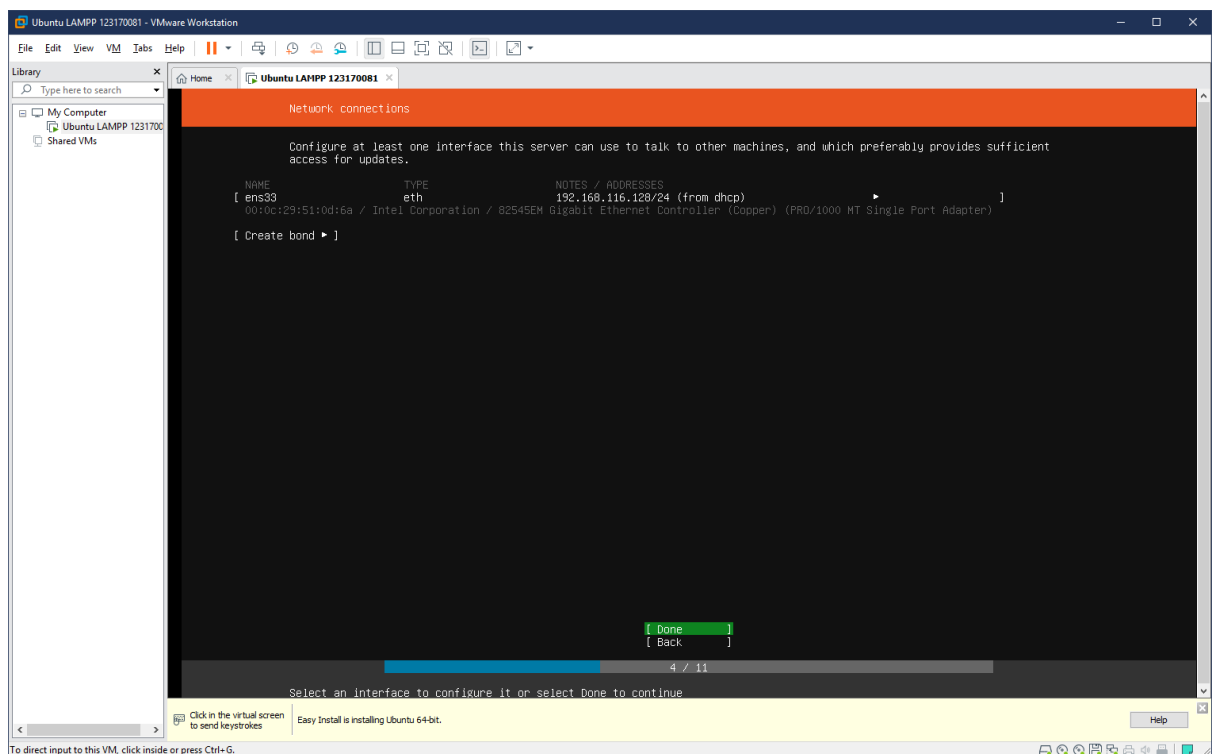 Ubuntu LAMPP 123170081 - VMware Workstation
File Edit View VM Tabs Help
Library
Type here to search
My Computer
Ubuntu LAMPP 1231700
Shared VMs
Home
Ubuntu LAMPP 123170081
Network connections
Configure at least one interface this server can use to talk to other machines, and which preferably provides sufficient
access for updates.
NAME TYPE NOTES / ADDRESSES
[ ens33 eth 192.168.116.128/24 (from dhcp) ▸ ]
00:0c:29:51:0d:6a / Intel Corporation / 82545EM Gigabit Ethernet Controller (Copper) (PRO/1000 MT Single Port Adapter)
[ Create bond ▸ ]
[ Done ]
[ Back ]
4 / 11
Select an interface to configure it or select Done to continue
Click in the virtual screen
to send keystrokes
Easy Install is installing Ubuntu 64-bit.
Help
To direct input to this VM, click inside or press Ctrl+G.